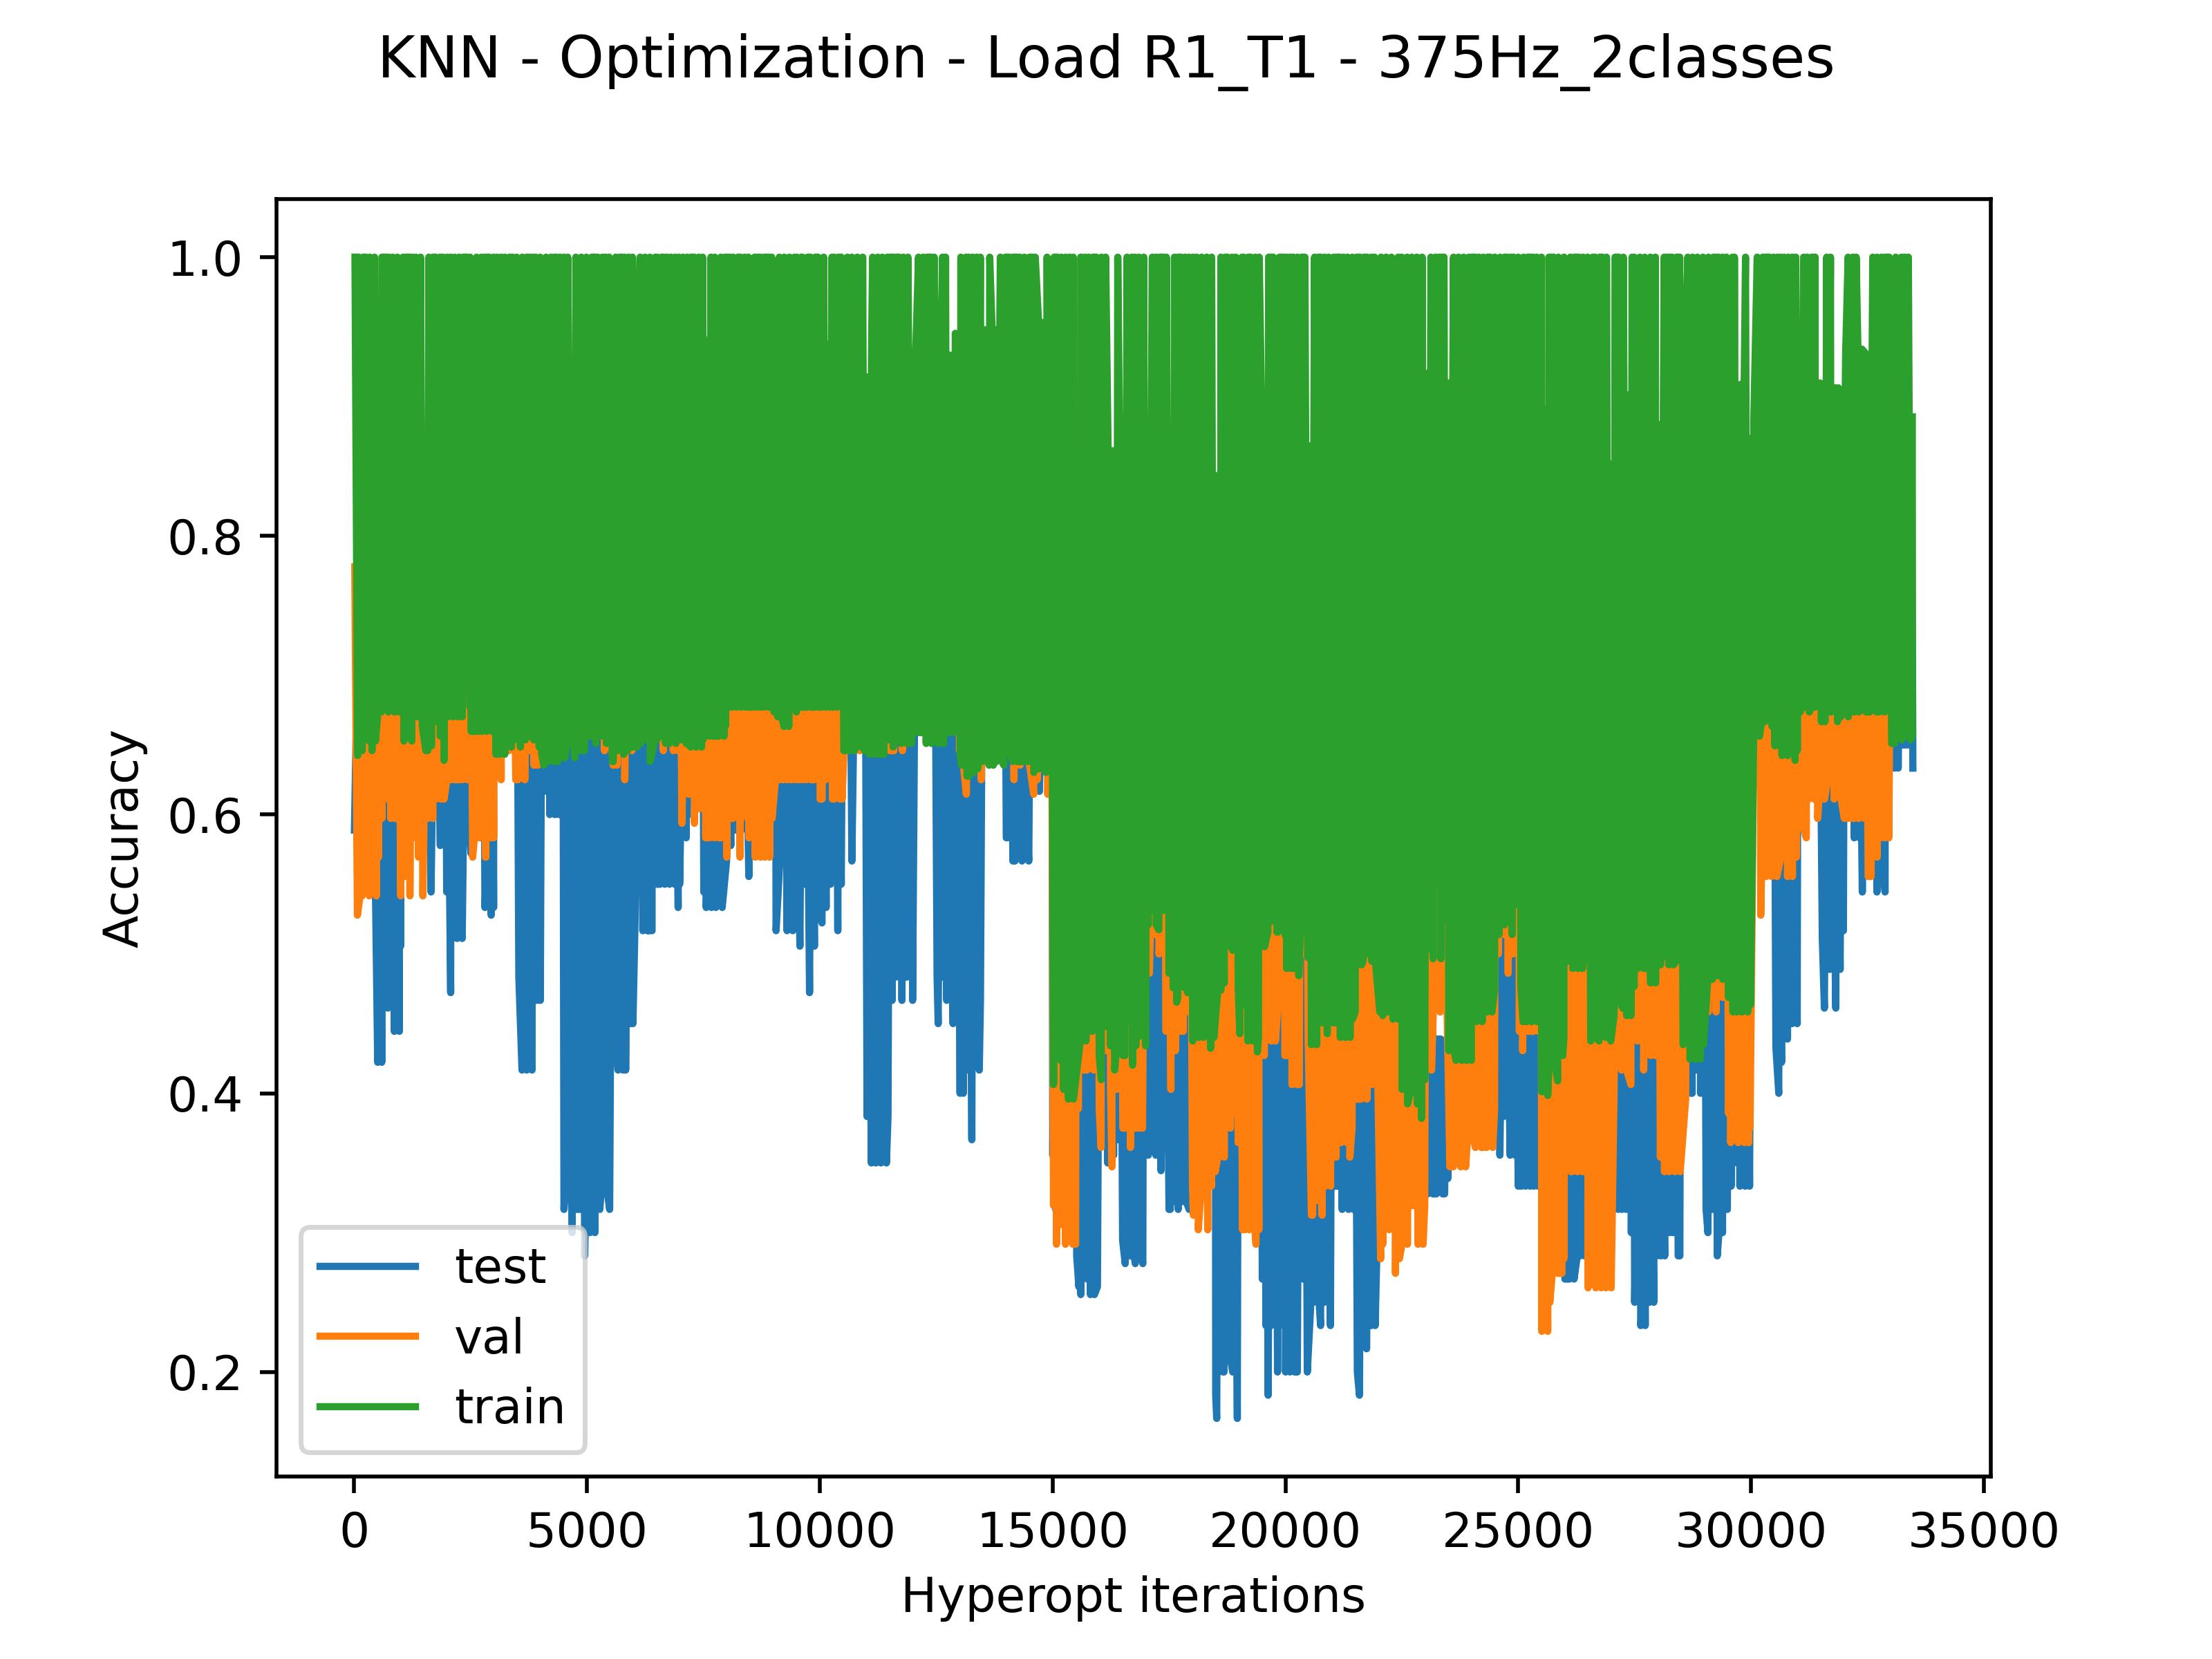 KNN - Optimization - Load R1_T1 - 375Hz_2classes
1.0
0.8
0.6
0.4
0.2
Accuracy
test
val
train
0 5000 10000 15000 20000 25000 30000 35000
Hyperopt iterations